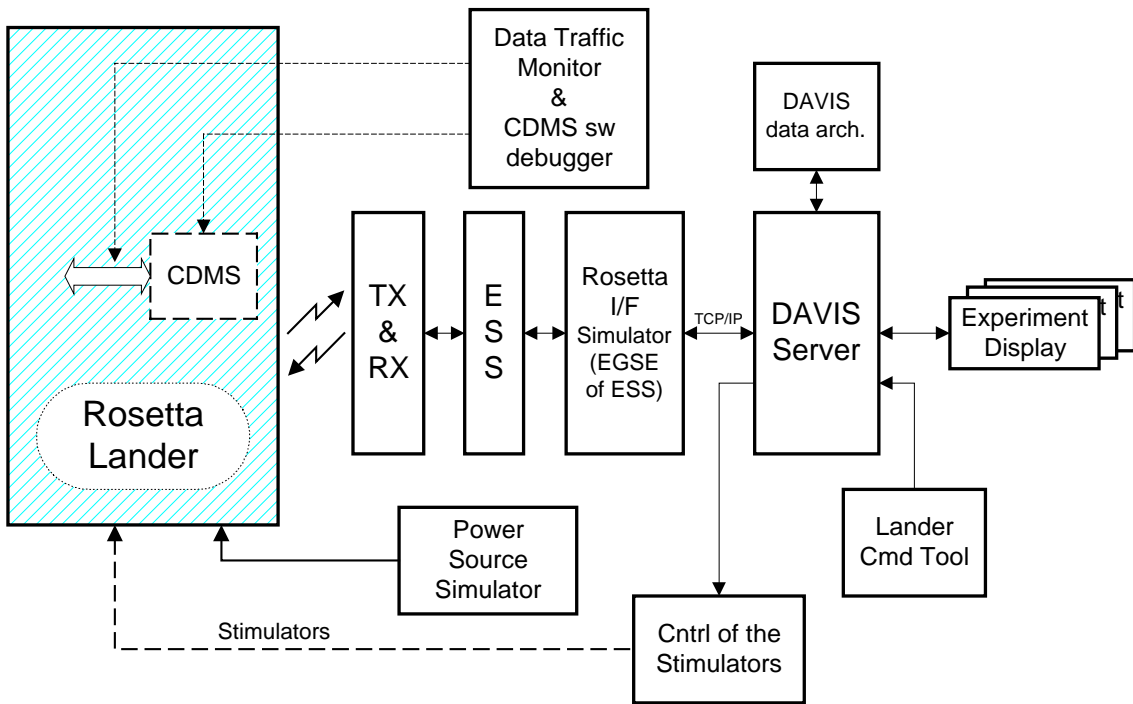 Data Traffic
Monitor
&
CDMS sw
debugger
DAVIS
data arch.
CDMS
TX
&
RX
E
S
S
Rosetta
I/F
Simulator
(EGSE
of ESS)
TCP/IP
DAVIS
Server
t
t
Experiment
Display
Rosetta
Lander
Power
Source
Simulator
Lander
Cmd Tool
Stimulators
Cntrl of the
Stimulators